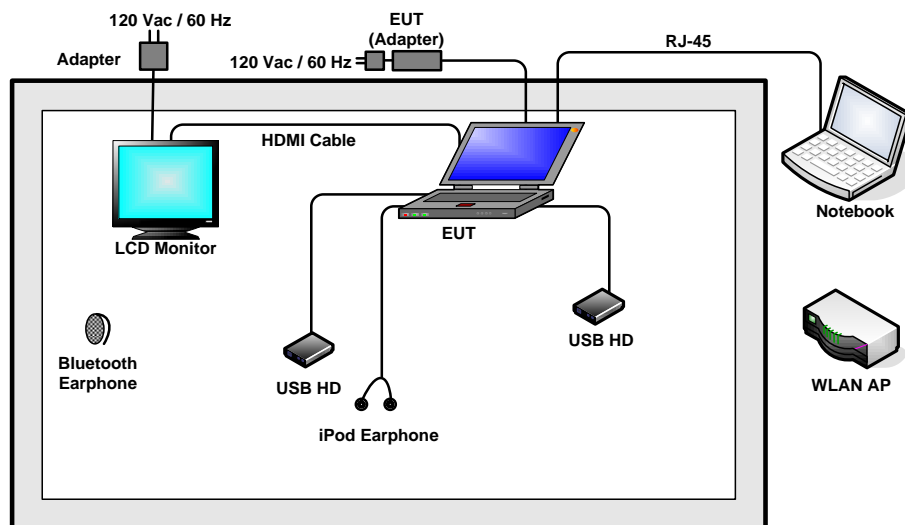 120 Vac / 60 Hz
Adapter
EUT
(Adapter)
120 Vac / 60 Hz
RJ-45
HDMI Cable
LCD Monitor
EUT
Notebook
USB HD
USB HD
Bluetooth
Earphone
iPod Earphone
WLAN AP